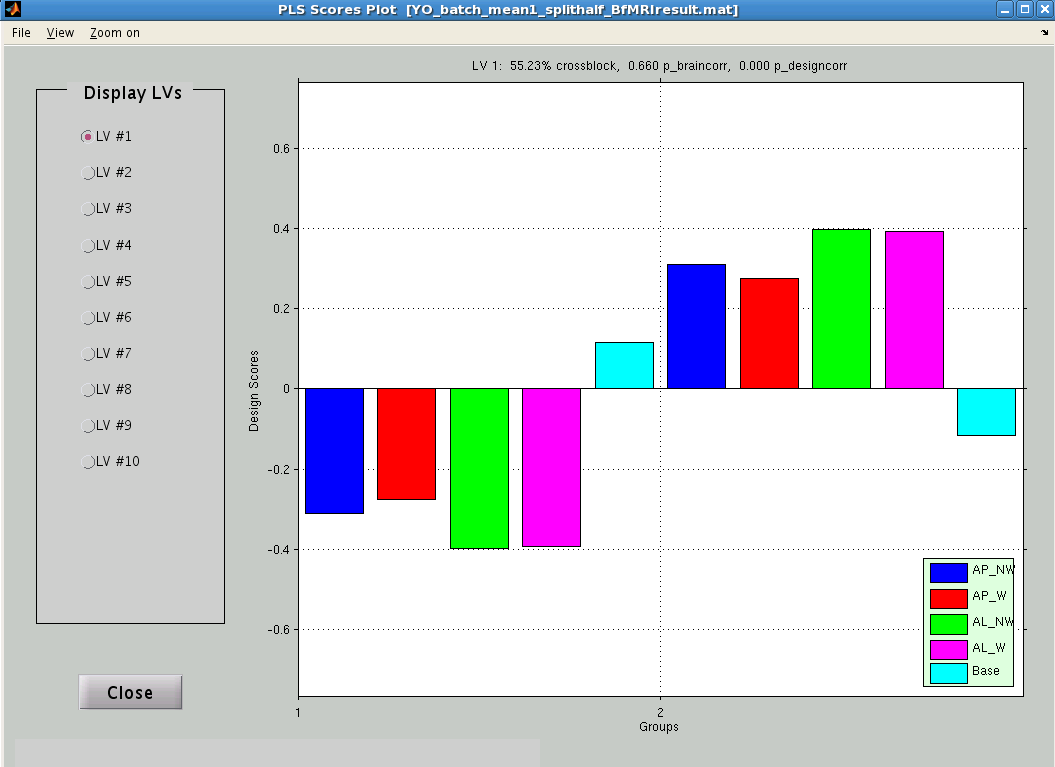 PLS Scores Plot [YO_batch_mean1_splithalf_BfMRIresult.mat]
File View Zoom on
Display LVs
LV #1
LV #2
LV #3
LV #4
LV #5
LV #6
LV #7
LV #8
LV #9
LV #10
Close
LV 1: 55.23% crossblock, 0.660 p_braincorr, 0.000 p_designcorr
Design Scores
0.6
0.4
0.2
0
-0.2
-0.4
-0.6
1 2
Groups
AP_NW
AP_W
AL_NW
AL_W
Base